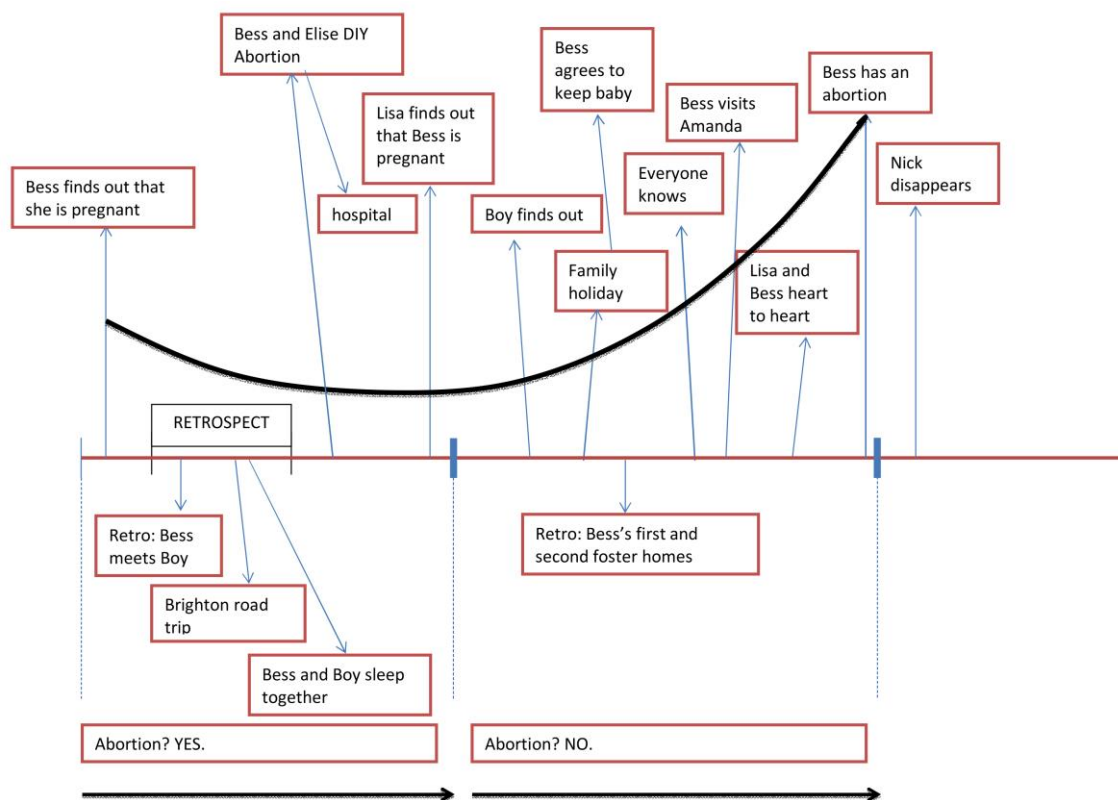 Bess and Elise DIY
Abortion
Bess
agrees to
keep baby
Bess has an
abortion
Lisa finds out
that Bess is
pregnant
Bess visits
Amanda
Bess finds out that
she is pregnant
hospital
Boy finds out
Everyone
knows
Nick
disappears
Family
holiday
Lisa and
Bess heart
to heart
RETROSPECT
Retro: Bess
meets Boy
Brighton road
trip
Bess and Boy sleep
together
Retro: Bess's first and
second foster homes
Abortion? YES.
Abortion? NO.